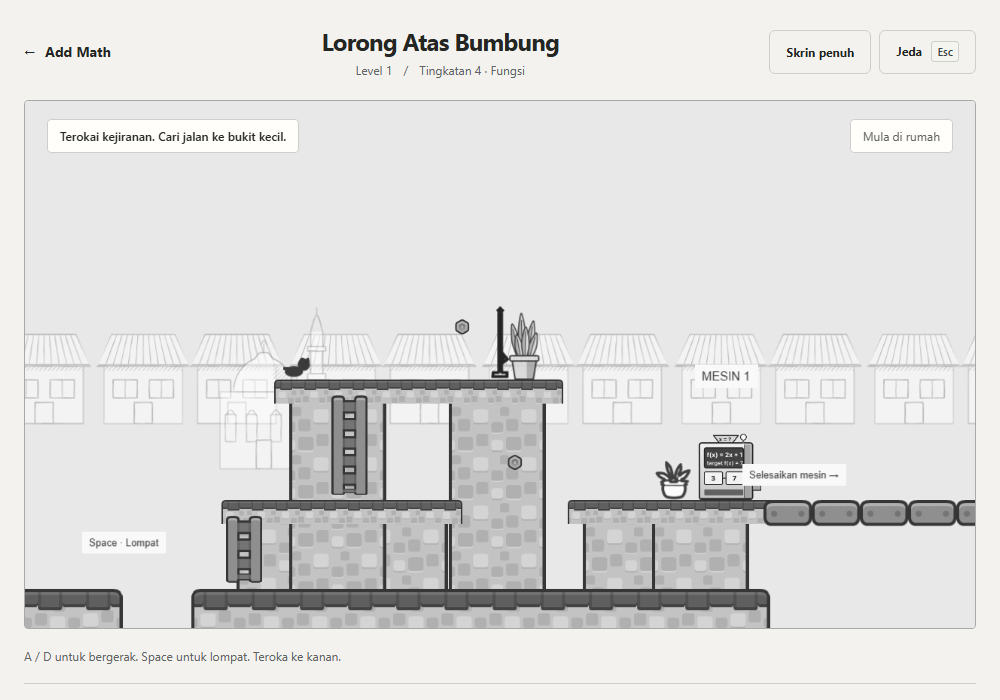 ← Add Math
Lorong Atas Bumbung
Level 1 / Tingkatan 4 · Fungsi
Skrin penuh
Jeda Esc
Terokai kejiranan. Cari jalan ke bukit kecil.
Mula di rumah
MESIN 1
x = ?
f(x) = 2x + 1
target f(x) = 7
3 7
Selesaikan mesin →
Space · Lompat
A / D untuk bergerak. Space untuk lompat. Teroka ke kanan.